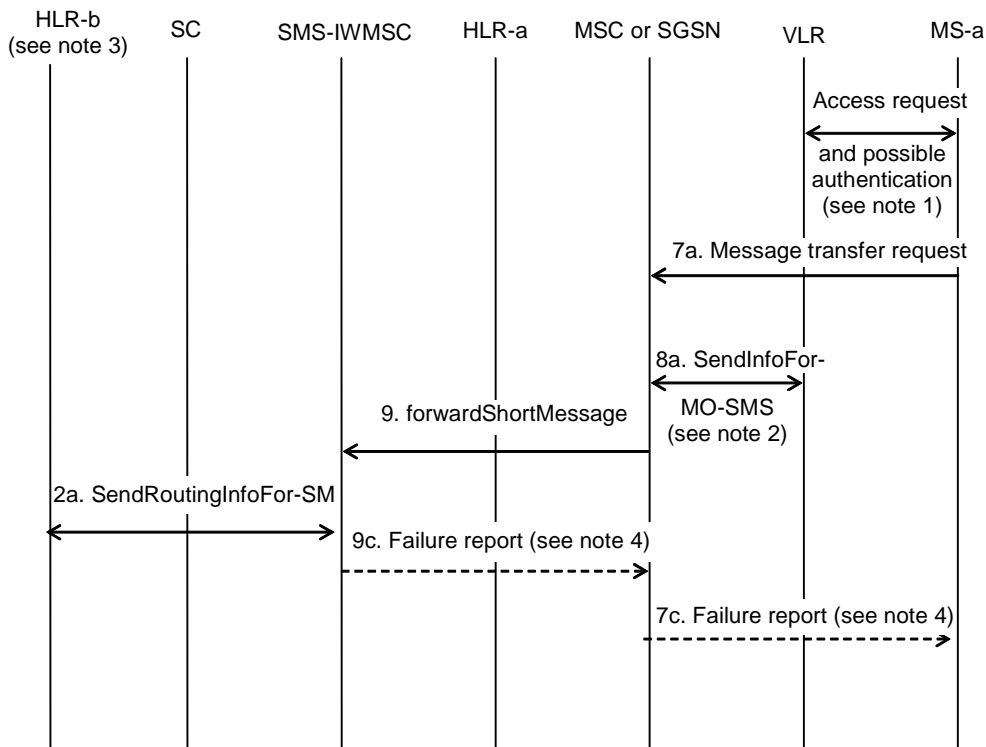 HLR-b
(see note 3)
SC
SMS-IWMSC
HLR-a
MSC or SGSN
VLR
MS-a
Access request
and possible
authentication
(see note 1)
7a. Message transfer request
8a. SendInfoFor-
MO-SMS
(see note 2)
9. forwardShortMessage
2a. SendRoutingInfoFor-SM
9c. Failure report (see note 4)
7c. Failure report (see note 4)